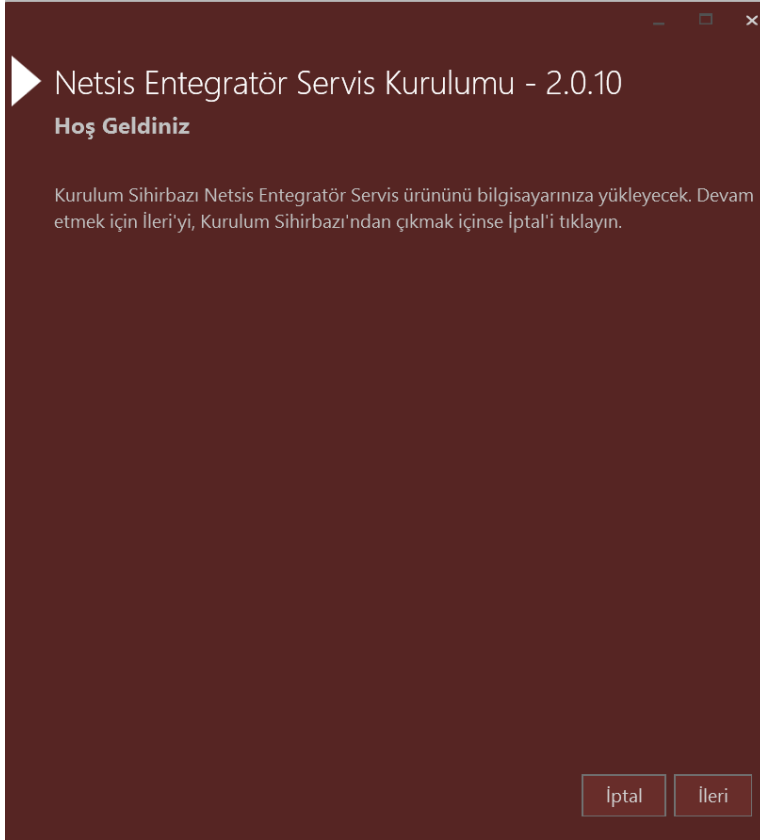 Netsis Entegratör Servis Kurulumu - 2.0.10
Hoş Geldiniz
Kurulum Sihirbazı Netsis Entegratör Servis ürününü bilgisayarınıza yükleyecek. Devam
etmek için İleri'yi, Kurulum Sihirbazı'ndan çıkmak içinse İptal'i tıklayın.
İptal
İleri